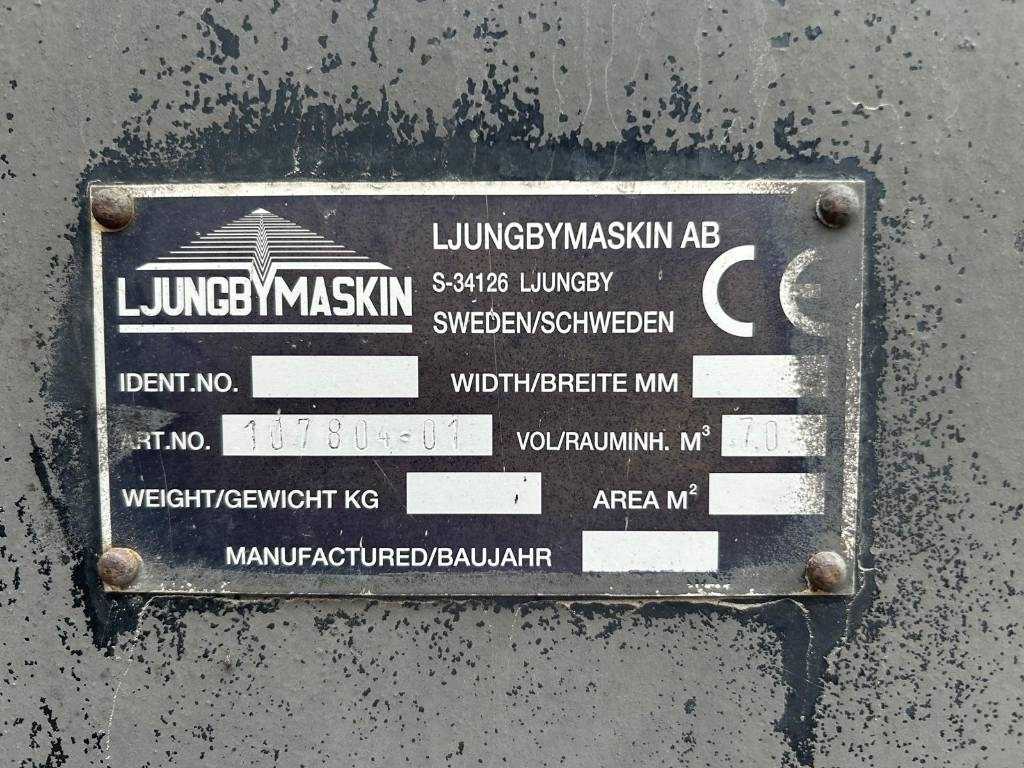 LJUNGBYMASKIN
LJUNGBYMASKIN AB
S-34126 LJUNGBY
SWEDEN/SCHWEDEN
CE
IDENT.NO.
WIDTH/BREITE MM
ART.NO. 107804-01
VOL/RAUMINH. M³ 7.0
WEIGHT/GEWICHT KG
AREA M²
MANUFACTURED/BAUJAHR